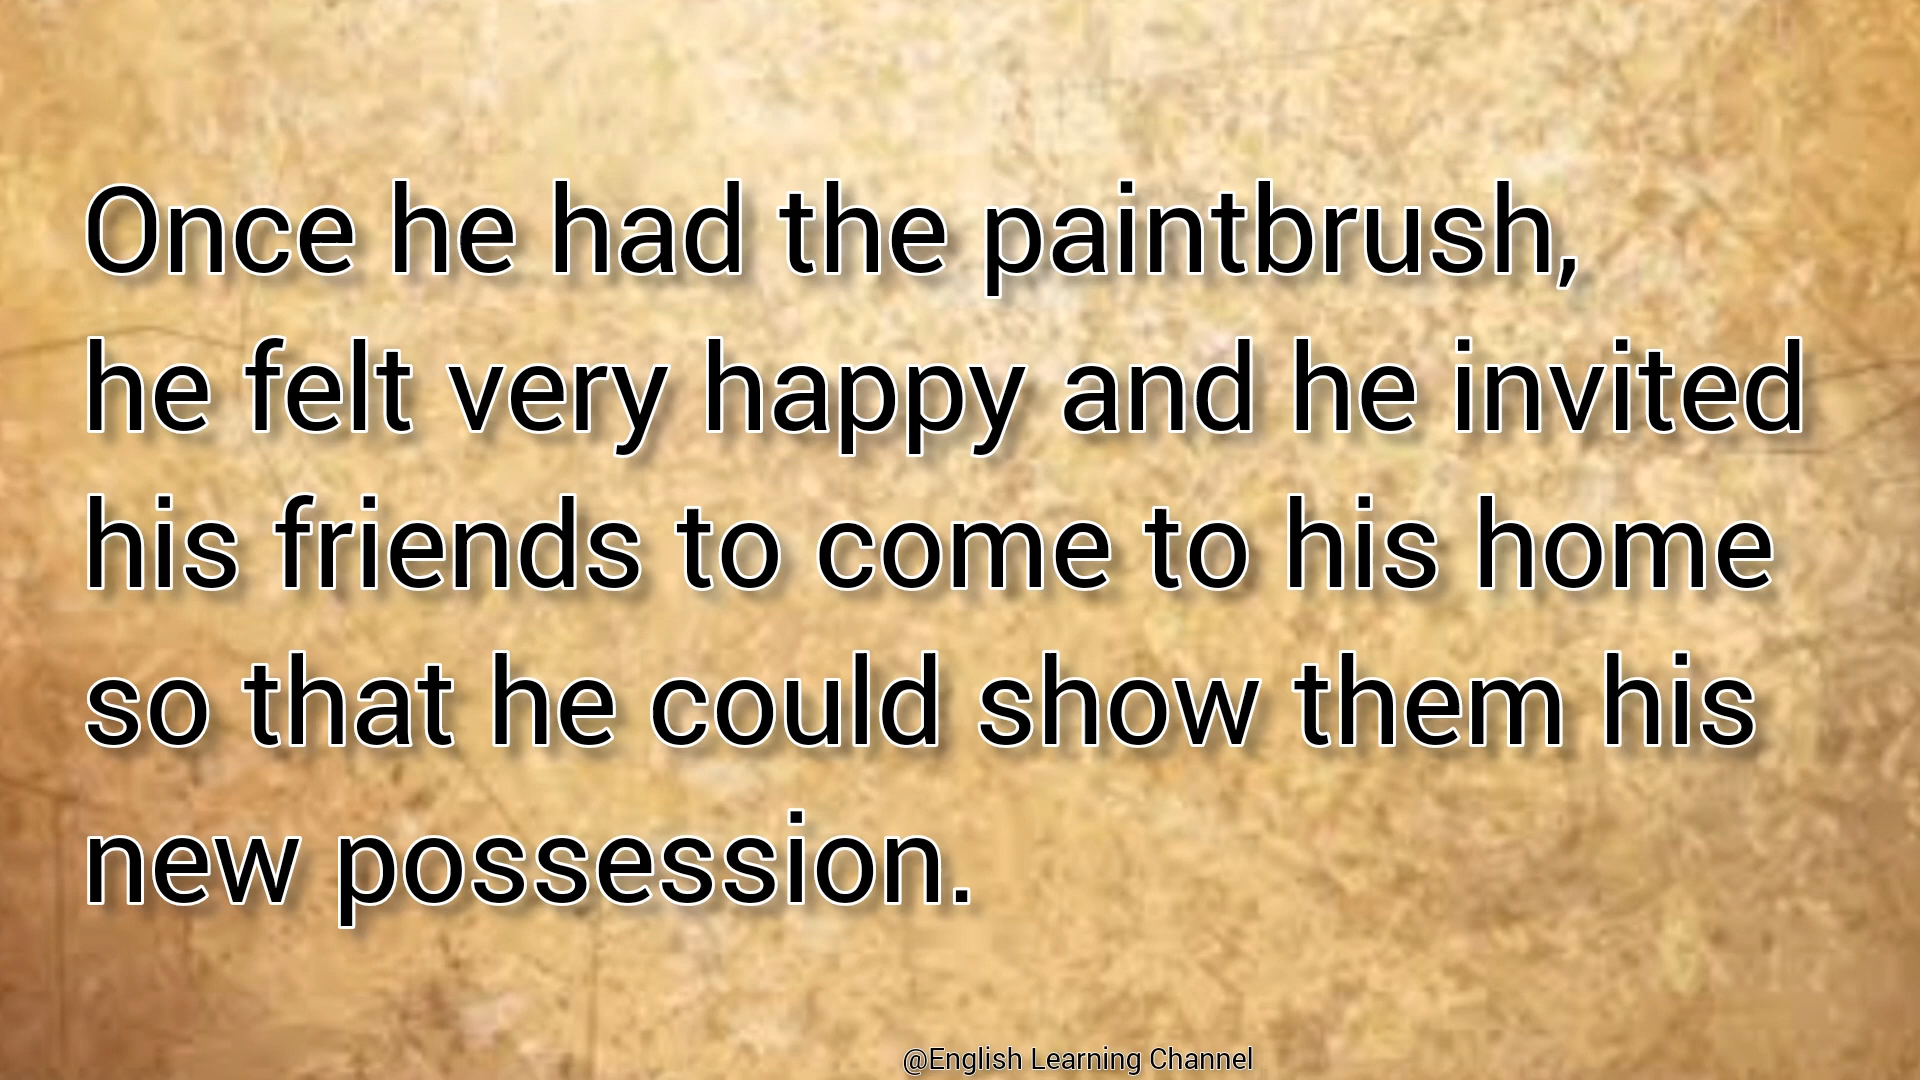 Once he had the paintbrush,
he felt very happy and he invited
his friends to come to his home
so that he could show them his
new possession.
@English Learning Channel